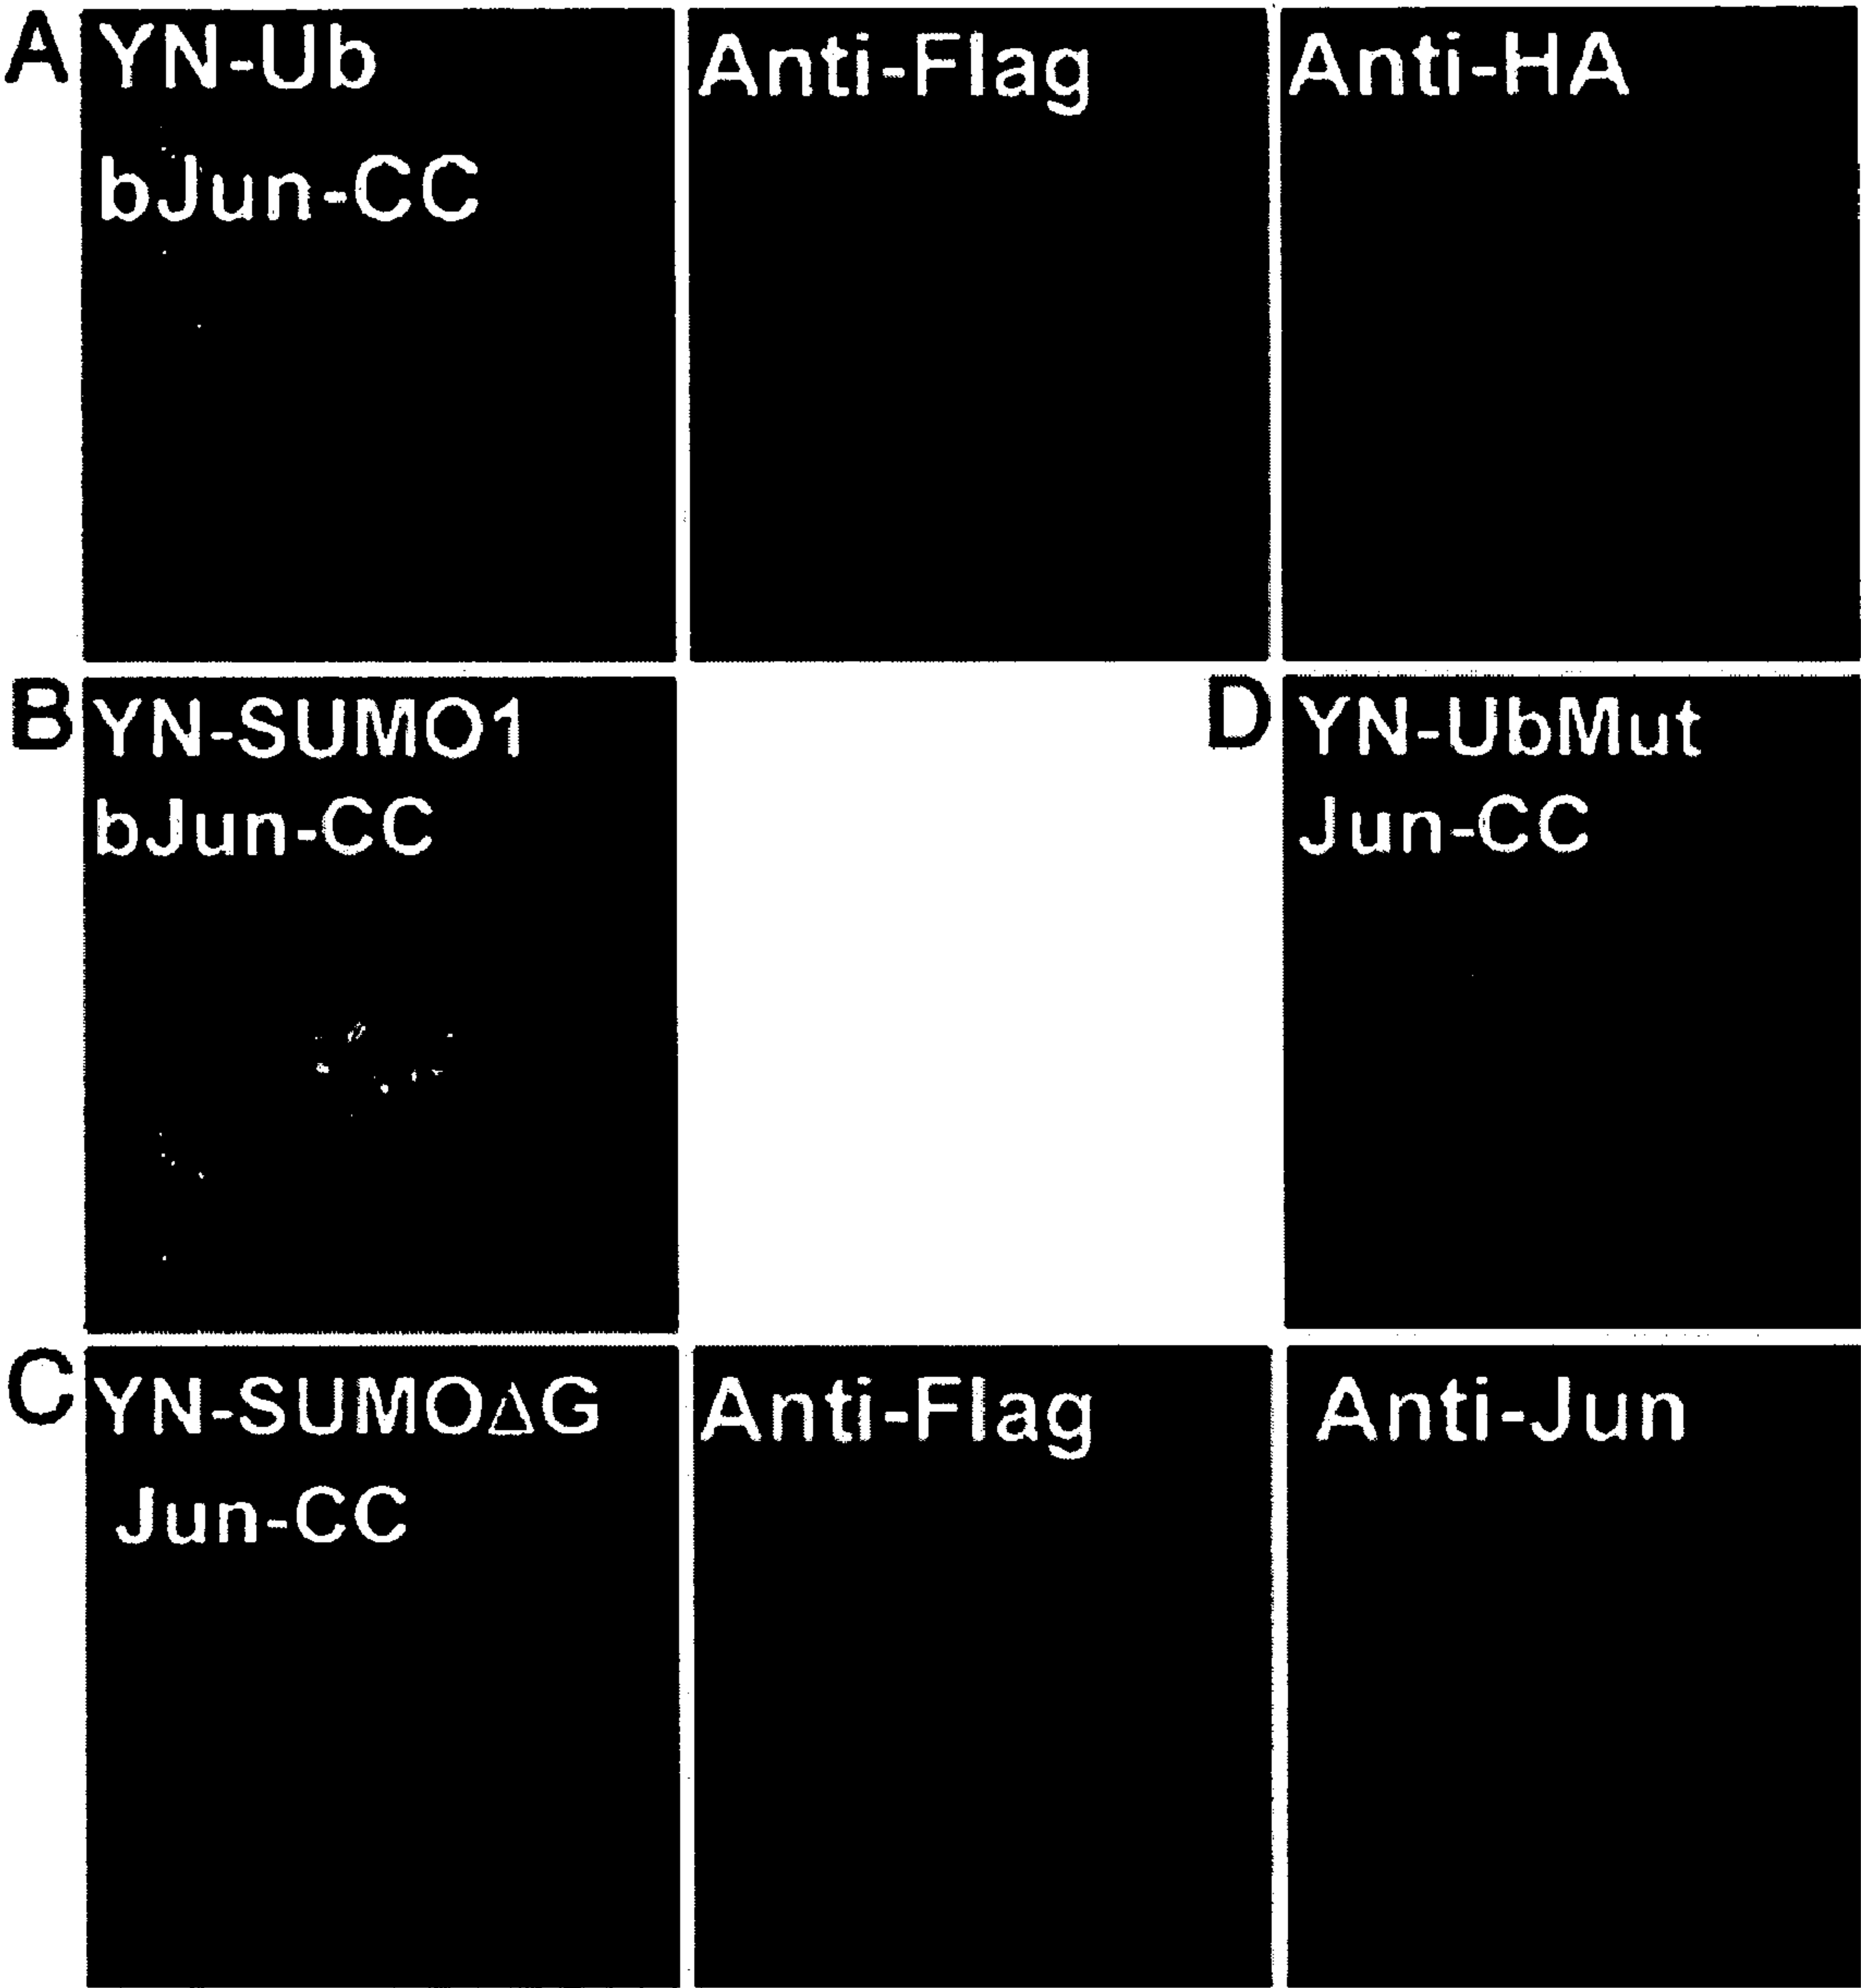 A
YN-Ub
bJun-CC
Anti-Flag
Anti-HA
B
YN-SUMO1
bJun-CC
D
YN-UbMut
Jun-CC
C
YN-SUMOΔG
Jun-CC
Anti-Flag
Anti-Jun